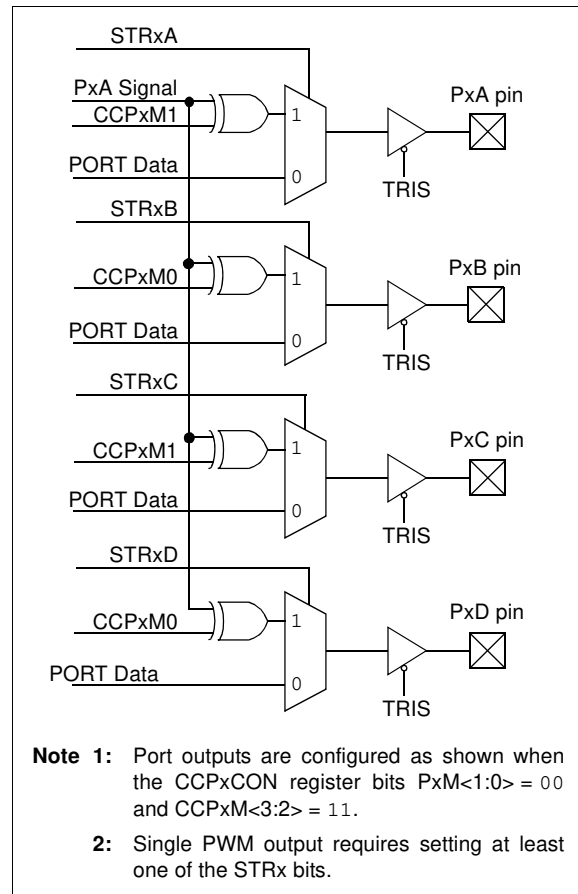 STRxA
PxA Signal
CCPxM1
1
PxA pin
PORT Data
0
TRIS
STRxB
CCPxM0
1
PxB pin
PORT Data
0
TRIS
STRxC
CCPxM1
1
PxC pin
PORT Data
0
TRIS
STRxD
CCPxM0
1
PxD pin
PORT Data
0
TRIS
Note 1: Port outputs are configured as shown when
the CCPxCON register bits PxM<1:0> = 00
and CCPxM<3:2> = 11.
2: Single PWM output requires setting at least
one of the STRx bits.